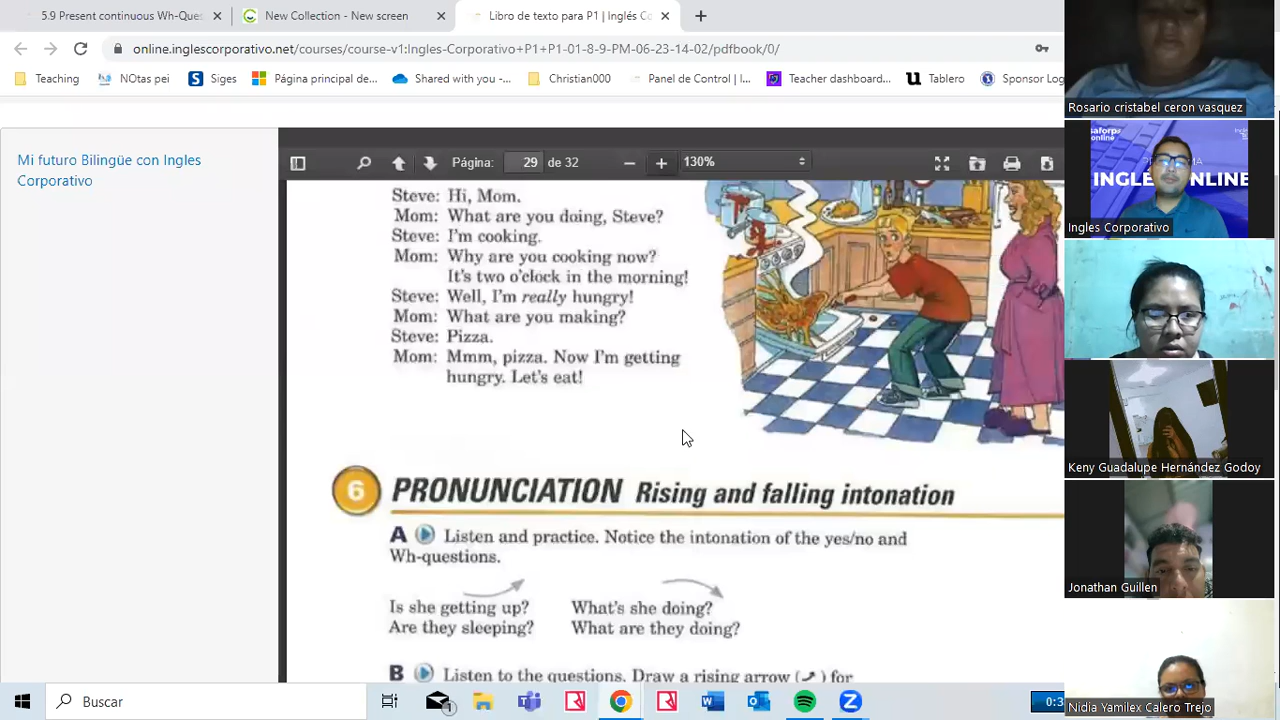 5.9 Present continuous Wh-Ques
New Collection - New screen
Libro de texto para P1 | Inglés Co
online.inglescorporativo.net/courses/course-v1:Ingles-Corporativo+P1+P1-01-8-9-PM-06-23-14-02/pdfbook/0/
Teaching
NOtas pei
Siges
Página principal de...
Shared with you -...
Christian000
Panel de Control | I...
Teacher dashboard...
Tablero
Sponsor Log
Mi futuro Bilingüe con Ingles
Corporativo
Página: 29 de 32
130%
Steve: Hi, Mom.
Mom: What are you doing, Steve?
Steve: I'm cooking.
Mom: Why are you cooking now?
It's two o'clock in the morning!
Steve: Well, I'm really hungry!
Mom: What are you making?
Steve: Pizza.
Mom: Mmm, pizza. Now I'm getting
hungry. Let's eat!
6 PRONUNCIATION Rising and falling intonation
A Listen and practice. Notice the intonation of the yes/no and
Wh-questions.
Is she getting up? What's she doing?
Are they sleeping? What are they doing?
B Listen to the questions. Draw a rising arrow ( ) for
Rosario cristabel ceron vasquez
INGLÉ ONLINE
Ingles Corporativo
Keny Guadalupe Hernández Godoy
Jonathan Guillen
Nidia Yamilex Calero Trejo
Buscar
1
0:3